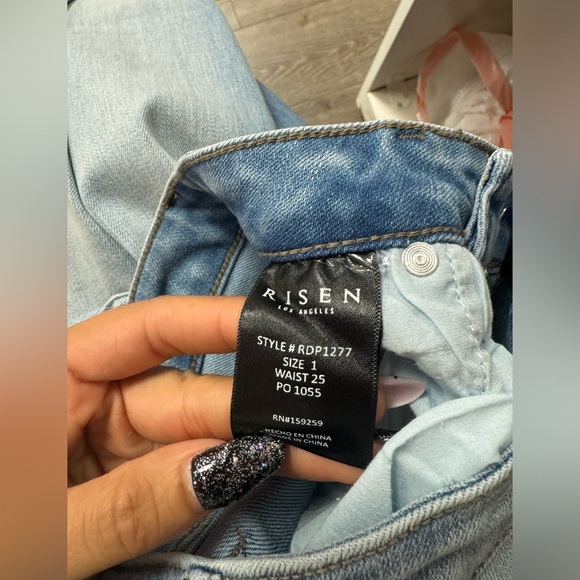 RISEN
LOS ANGELES
STYLE # RDP1277
SIZE 1
WAIST 25
PO 1055
RN#159259
HECHO EN CHINA
MADE IN CHINA